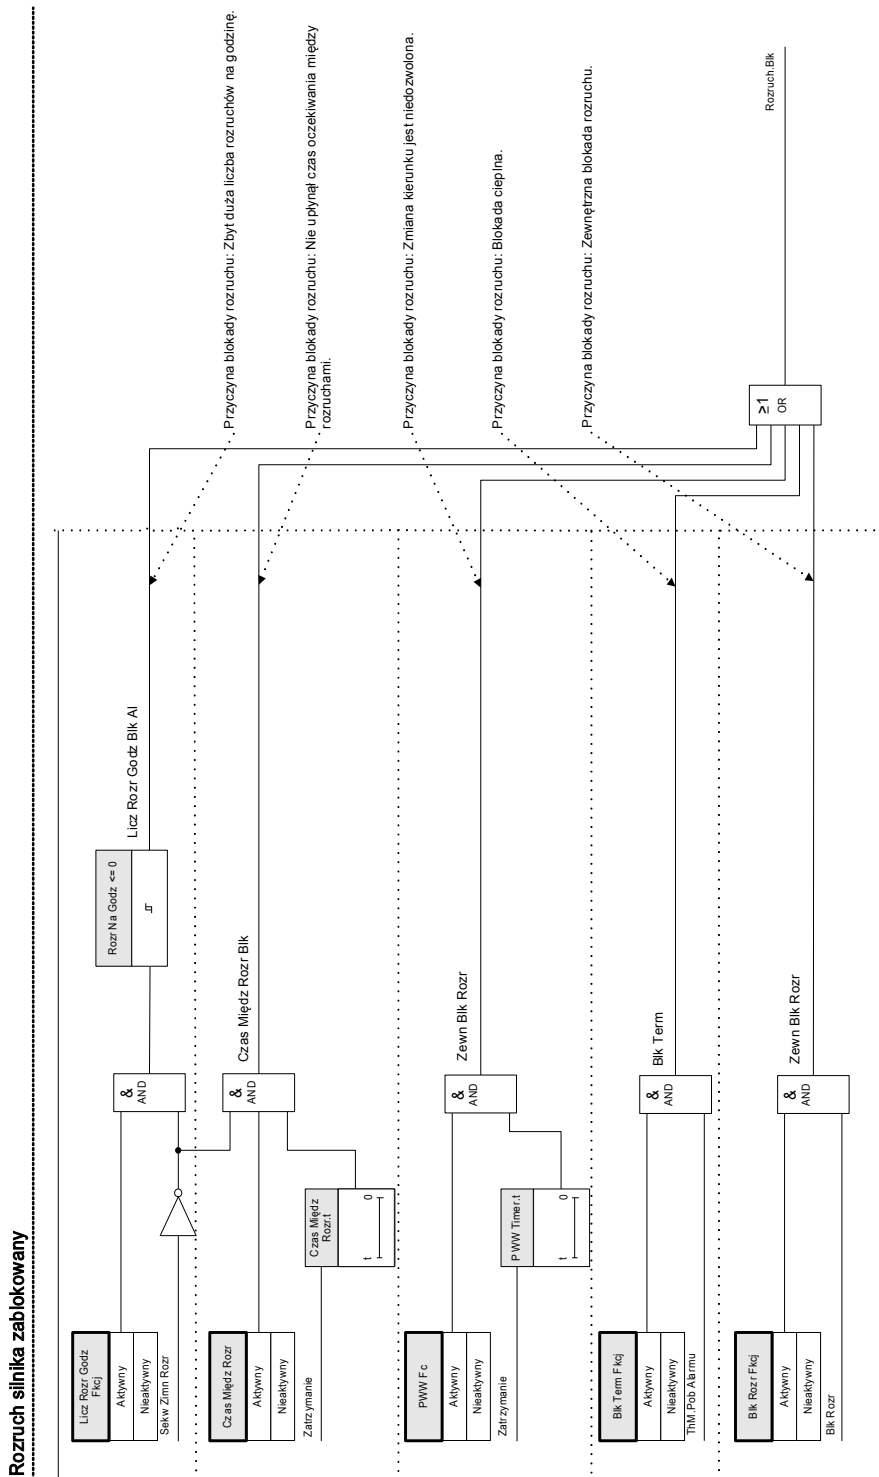 Rozruch silnika zablokowany
Licz Rozr Godz
Fkcj
Aktywny
Nieaktywny
Sekw Zimn Rozr
&
AND
Rozr Na Godz <= 0
Licz Rozr Godz Blk Al
Przyczyna blokady rozruchu: Zbyt duża liczba rozruchów na godzinę.
Czas Międz Rozr
Aktywny
Nieaktywny
Zatrzymanie
Czas Międz
Rozr.t
t
0
&
AND
Czas Międz Rozr Blk
Przyczyna blokady rozruchu: Nie upłynął czas oczekiwania między
rozruchami.
PWW Fc
Aktywny
Nieaktywny
Zatrzymanie
PWW Timer.t
t
0
&
AND
Zewn Blk Rozr
Przyczyna blokady rozruchu: Zmiana kierunku jest niedozwolona.
Blk Term Fkcj
Aktywny
Nieaktywny
ThM.Pob Alarmu
&
AND
Blk Term
Przyczyna blokady rozruchu: Blokada cieplna.
Blk Rozr Fkcj
Aktywny
Nieaktywny
Blk Rozr
&
AND
Zewn Blk Rozr
Przyczyna blokady rozruchu: Zewnętrzna blokada rozruchu.
≥1
OR
Rozruch.Blk